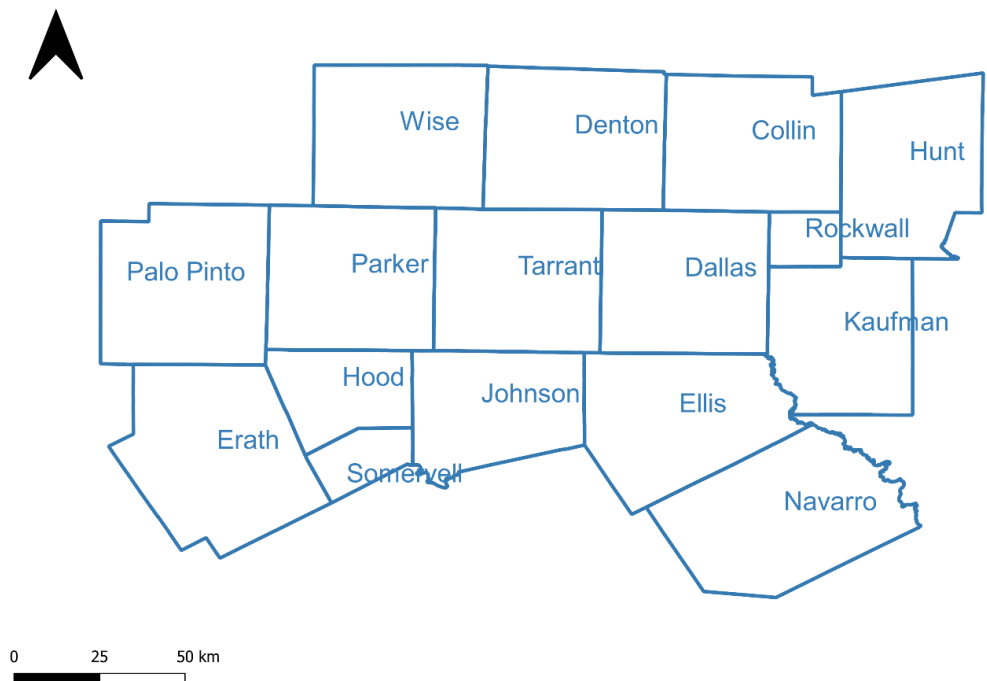 Wise
Denton
Collin
Hunt
Rockwall
Palo Pinto
Parker
Tarrant
Dallas
Kaufman
Hood
Johnson
Ellis
Erath
Somervell
Navarro
0 25 50 km